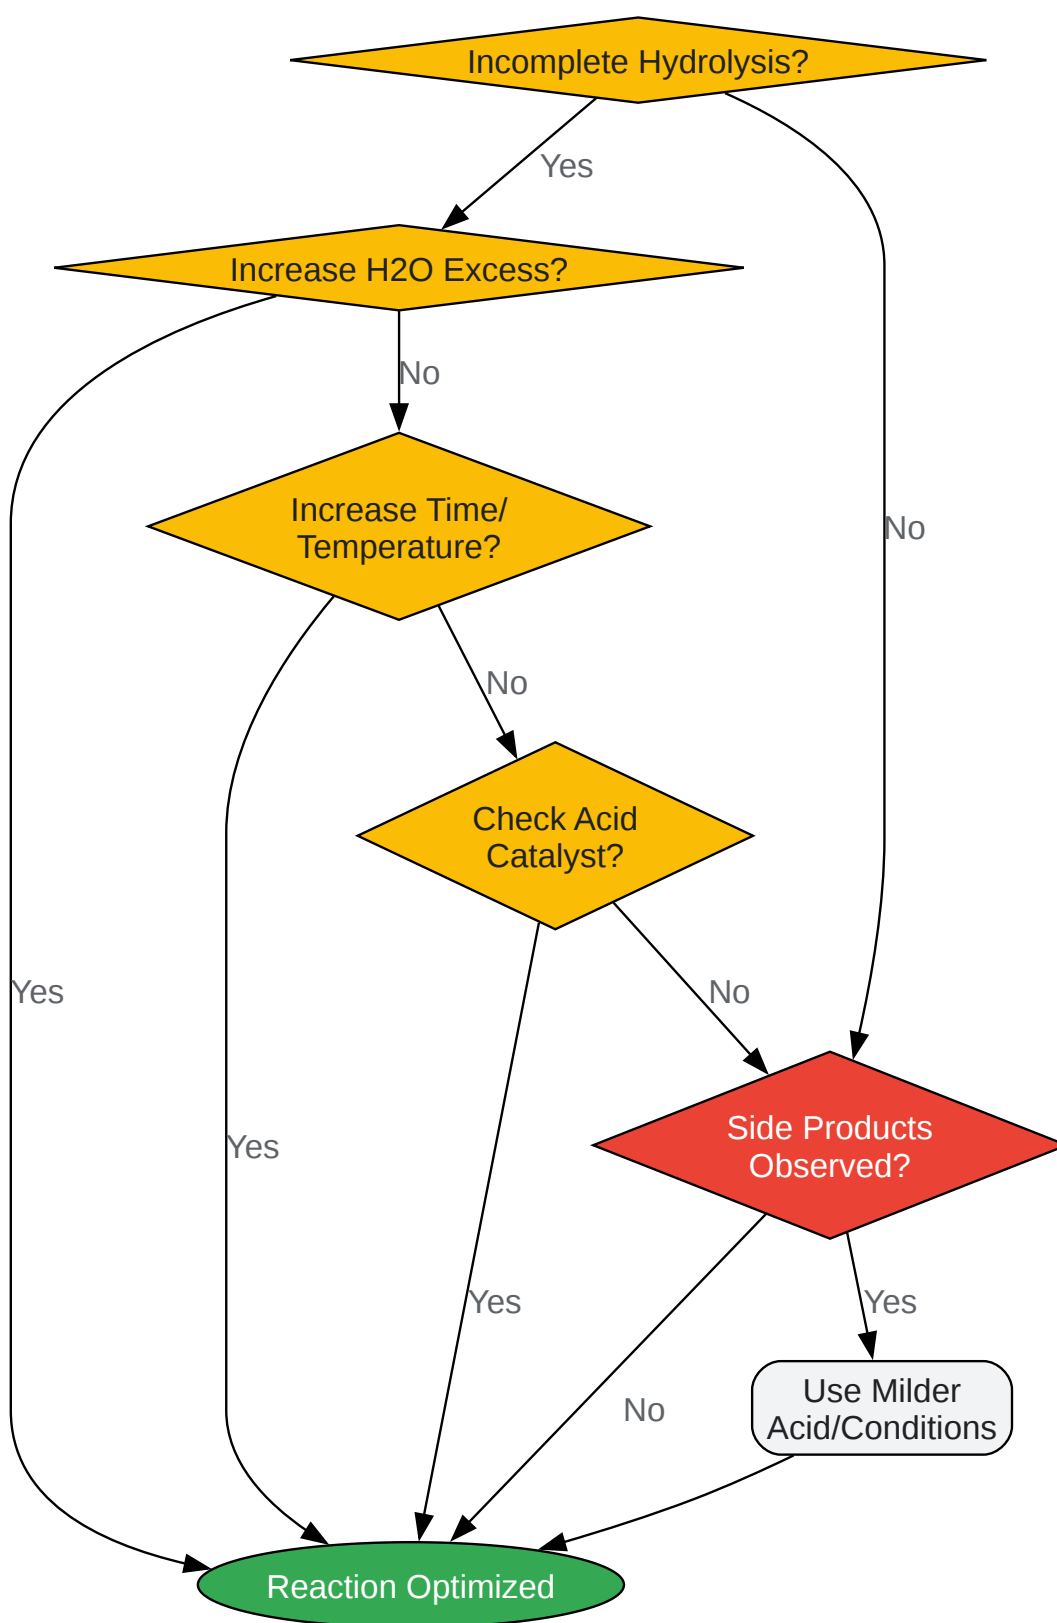 Incomplete Hydrolysis?
Yes
Increase H2O Excess?
No
Increase Time/
Temperature?
No
No
Check Acid
Catalyst?
Yes
No
Side Products
Observed?
Yes
Yes
Yes
No
Use Milder
Acid/Conditions
Reaction Optimized